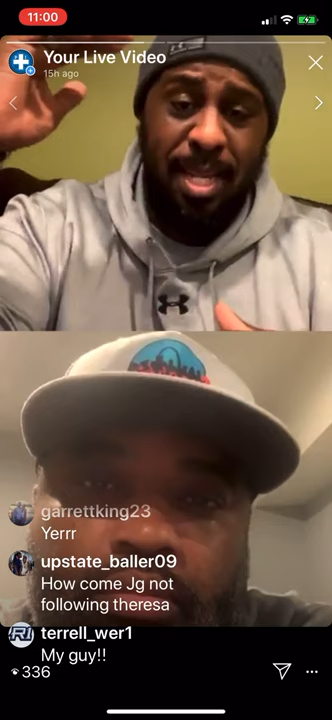 11:00
Your Live Video
15h ago
garrettking23
Yerrr
upstate_baller09
How come Jg not
following theresa
terrell_wer1
My guy!!
336